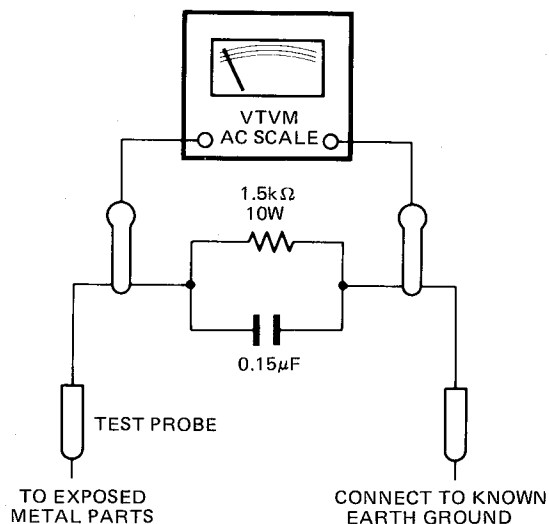 VTVM
AC SCALE
1.5kΩ
10W
0.15µF
TEST PROBE
TO EXPOSED
METAL PARTS
CONNECT TO KNOWN
EARTH GROUND